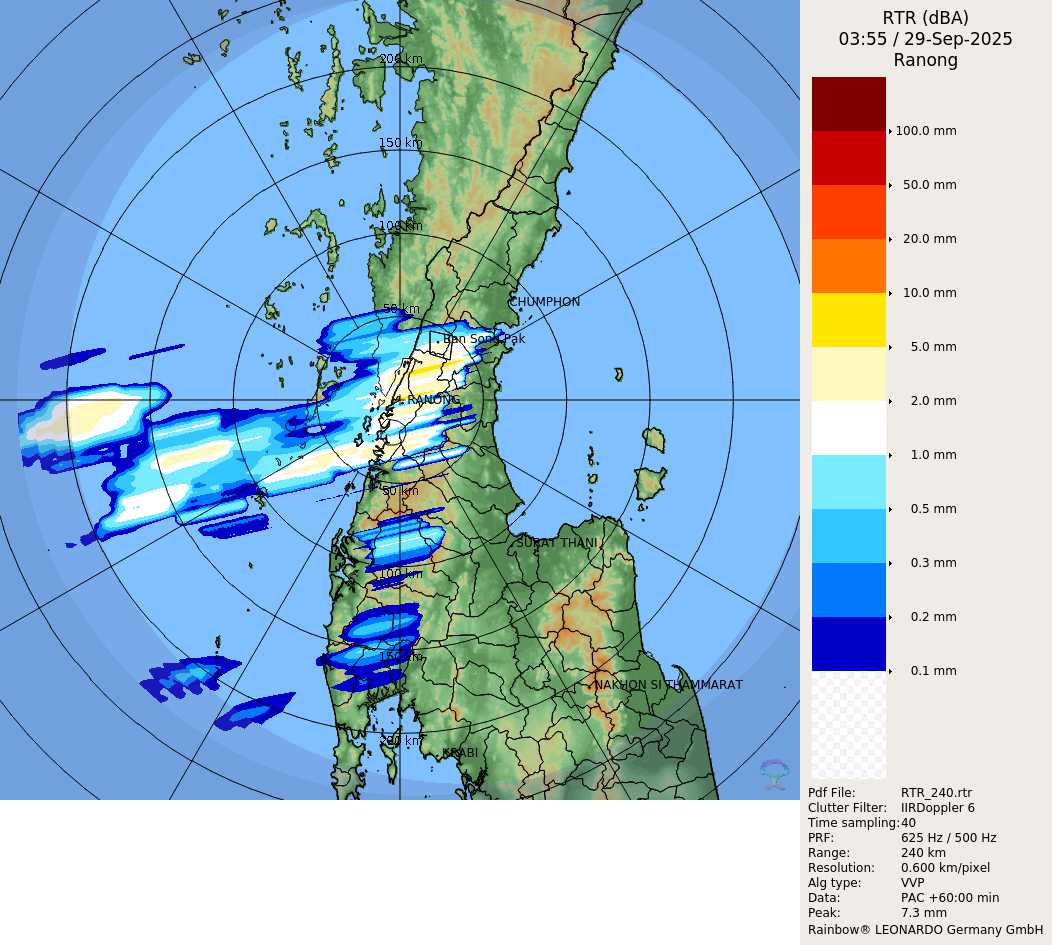 RTR (dBA)
03:55 / 29-Sep-2025
Ranong
100.0 mm
50.0 mm
20.0 mm
10.0 mm
5.0 mm
2.0 mm
1.0 mm
0.5 mm
0.3 mm
0.2 mm
0.1 mm
Pdf File: RTR_240.rtr
Clutter Filter: IIRDoppler 6
Time sampling: 40
PRF: 625 Hz / 500 Hz
Range: 240 km
Resolution: 0.600 km/pixel
Alg type: VVP
Data: PAC +60:00 min
Peak: 7.3 mm
Rainbow® LEONARDO Germany GmbH
200 km
150 km
100 km
50 km
CHUMPHON
Ban Song Pak
RANONG
50 km
SURAT THANI
100 km
150 km
NAKHON SI THAMMARAT
200 km
KRABI